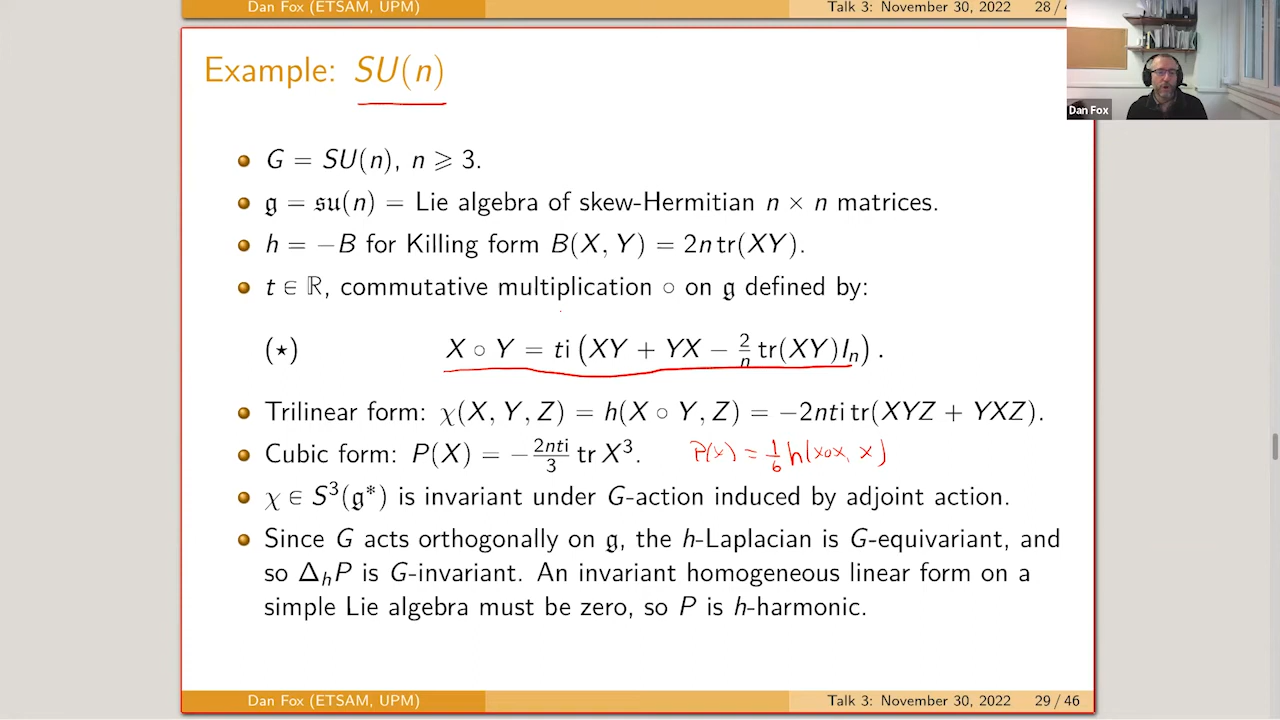 Dan Fox (ETSAM, UPM) Talk 3: November 30, 2022 28 / 4
Example: SU(n)
G = SU(n), n ⩾ 3.
𝔤 = 𝔰𝔲(n) = Lie algebra of skew-Hermitian n × n matrices.
h = −B for Killing form B(X, Y) = 2n tr(XY).
t ∈ ℝ, commutative multiplication ∘ on 𝔤 defined by:
(⋆) X ∘ Y = ti (XY + YX − 2/n tr(XY)Iₙ) .
Trilinear form: χ(X, Y, Z) = h(X ∘ Y, Z) = −2nti tr(XYZ + YXZ).
Cubic form: P(X) = −2nti/3 tr X³. P(x) = 1/6 h(x∘x, x)
χ ∈ S³(𝔤*) is invariant under G-action induced by adjoint action.
Since G acts orthogonally on 𝔤, the h-Laplacian is G-equivariant, and
so ΔₕP is G-invariant. An invariant homogeneous linear form on a
simple Lie algebra must be zero, so P is h-harmonic.
Dan Fox (ETSAM, UPM) Talk 3: November 30, 2022 29 / 46
Dan Fox